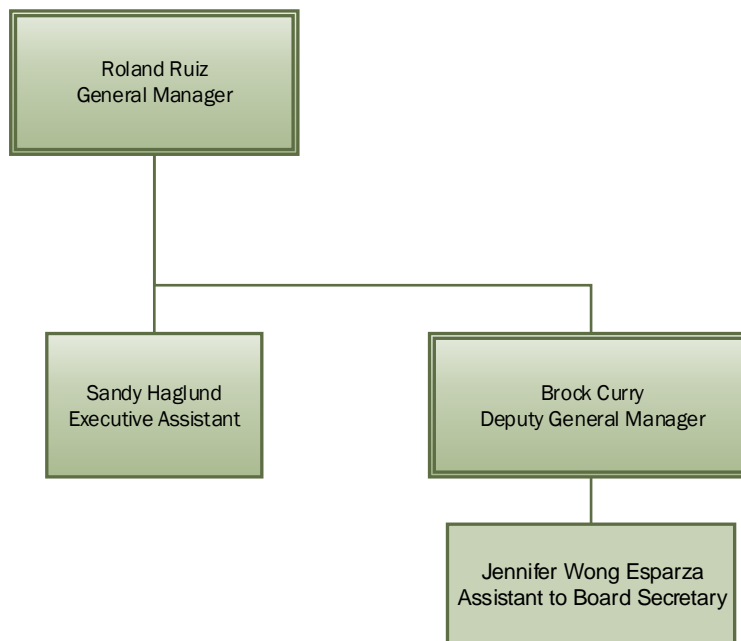 Roland Ruiz
General Manager
Sandy Haglund
Executive Assistant
Brock Curry
Deputy General Manager
Jennifer Wong Esparza
Assistant to Board Secretary